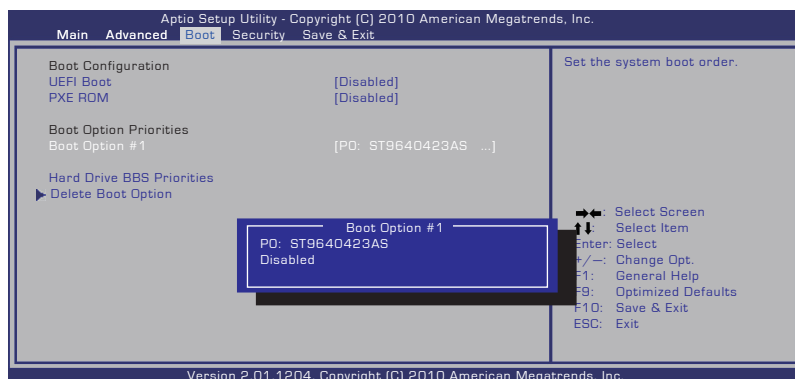 Aptio Setup Utility - Copyright (C) 2010 American Megatrends, Inc.
Main Advanced Boot Security Save & Exit
Boot Configuration
UEFI Boot [Disabled]
PXE ROM [Disabled]
Boot Option Priorities
Boot Option #1 [P0: ST9640423AS ...]
Hard Drive BBS Priorities
Delete Boot Option
Boot Option #1
P0: ST9640423AS
Disabled
Set the system boot order.
→←: Select Screen
↑↓: Select Item
Enter: Select
+/—: Change Opt.
F1: General Help
F9: Optimized Defaults
F10: Save & Exit
ESC: Exit
Version 2.01.1204. Copyright (C) 2010 American Megatrends, Inc.